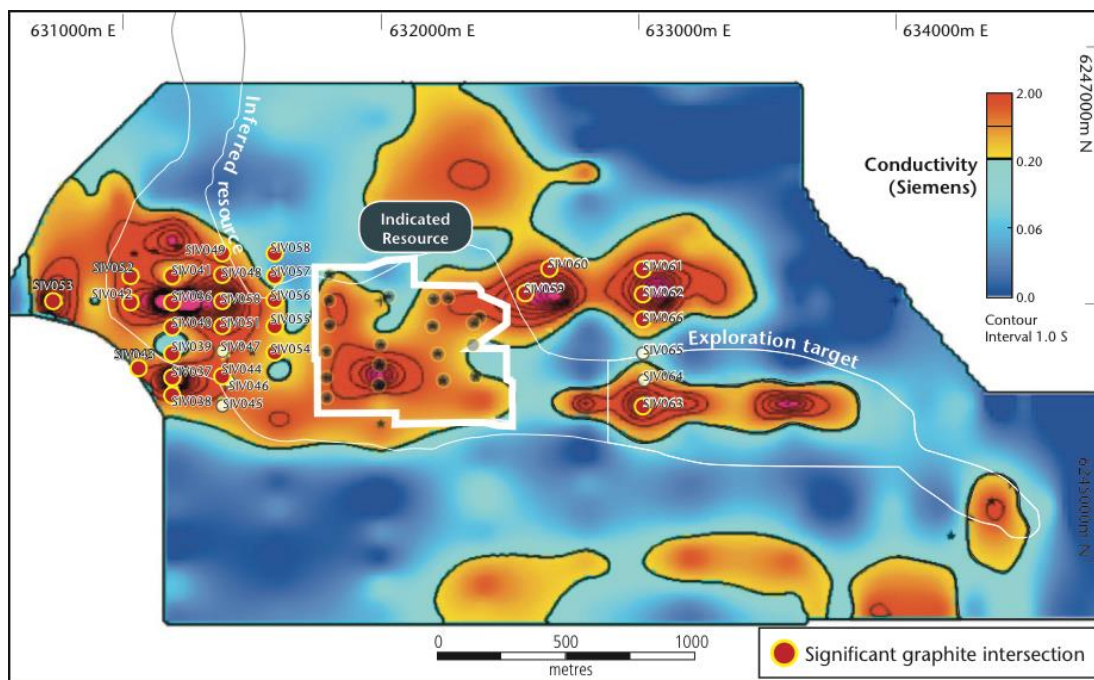 631000m E
632000m E
633000m E
634000m E
6247000m N
2.00
Conductivity
(Siemens)
0.20
0.06
0.0
Contour
Interval 1.0 S
Inferred resource
Indicated
Resource
SIV049
SIV058
SIV052
SIV041
SIV048
SIV057
SIV060
SIV061
SIV053
SIV042
SIV036
SIV050
SIV056
SIV059
SIV062
SIV040
SIV051
SIV055
SIV066
SIV043
SIV039
SIV047
SIV054
SIV065
Exploration target
SIV037
SIV044
SIV046
SIV064
SIV038
SIV045
SIV063
6245000m N
0
500
1000
metres
Significant graphite intersection